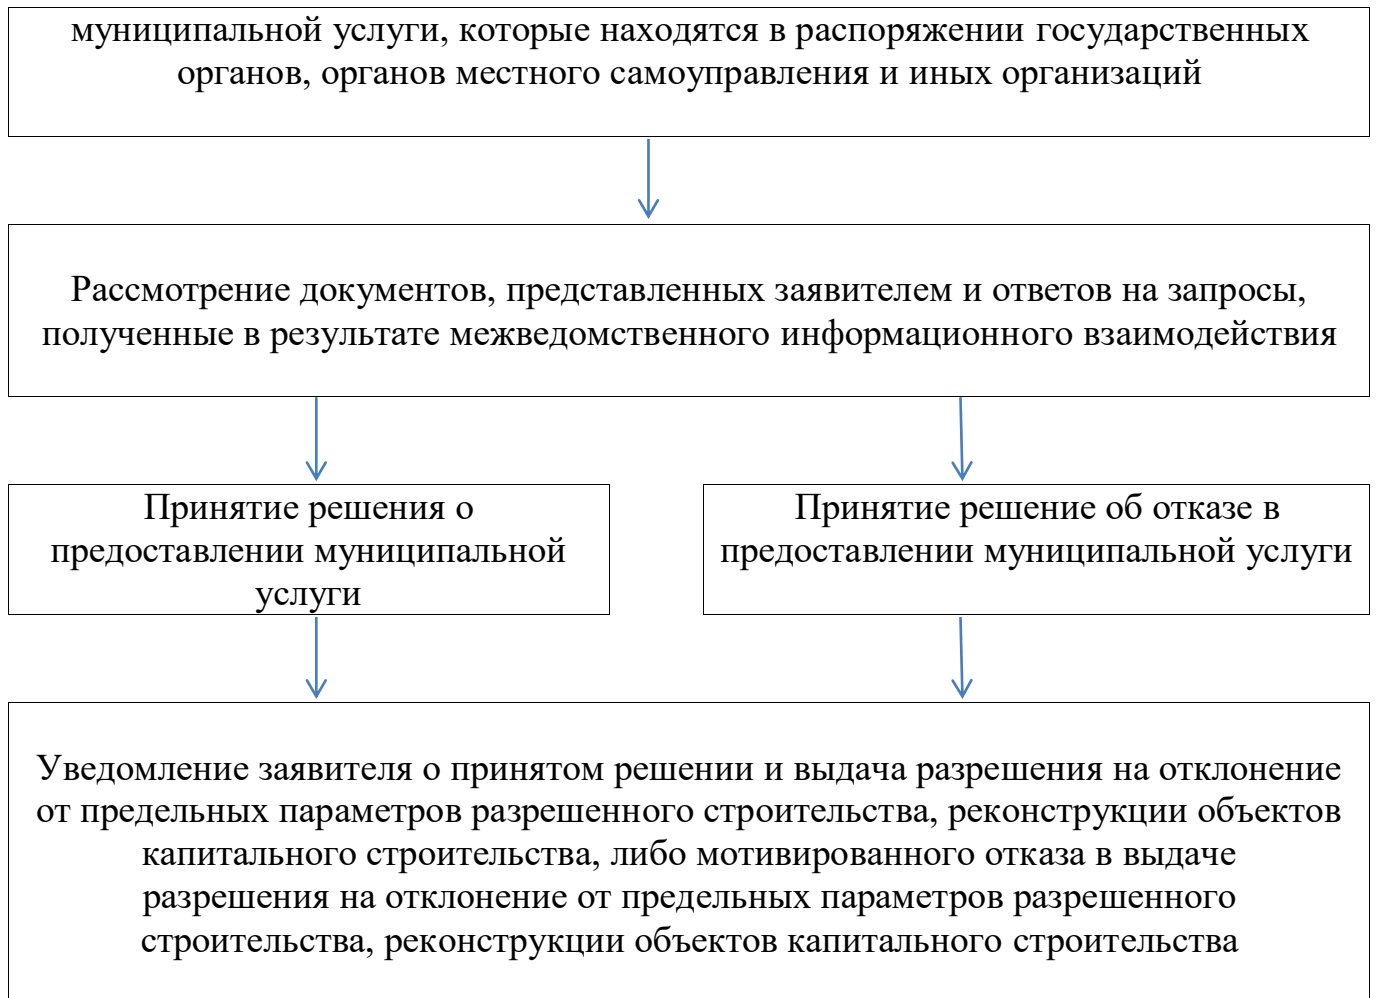 муниципальной услуги, которые находятся в распоряжении государственных
органов, органов местного самоуправления и иных организаций
Рассмотрение документов, представленных заявителем и ответов на запросы,
полученные в результате межведомственного информационного взаимодействия
Принятие решения о
предоставлении муниципальной
услуги
Принятие решение об отказе в
предоставлении муниципальной услуги
Уведомление заявителя о принятом решении и выдача разрешения на отклонение
от предельных параметров разрешенного строительства, реконструкции объектов
капитального строительства, либо мотивированного отказа в выдаче
разрешения на отклонение от предельных параметров разрешенного
строительства, реконструкции объектов капитального строительства